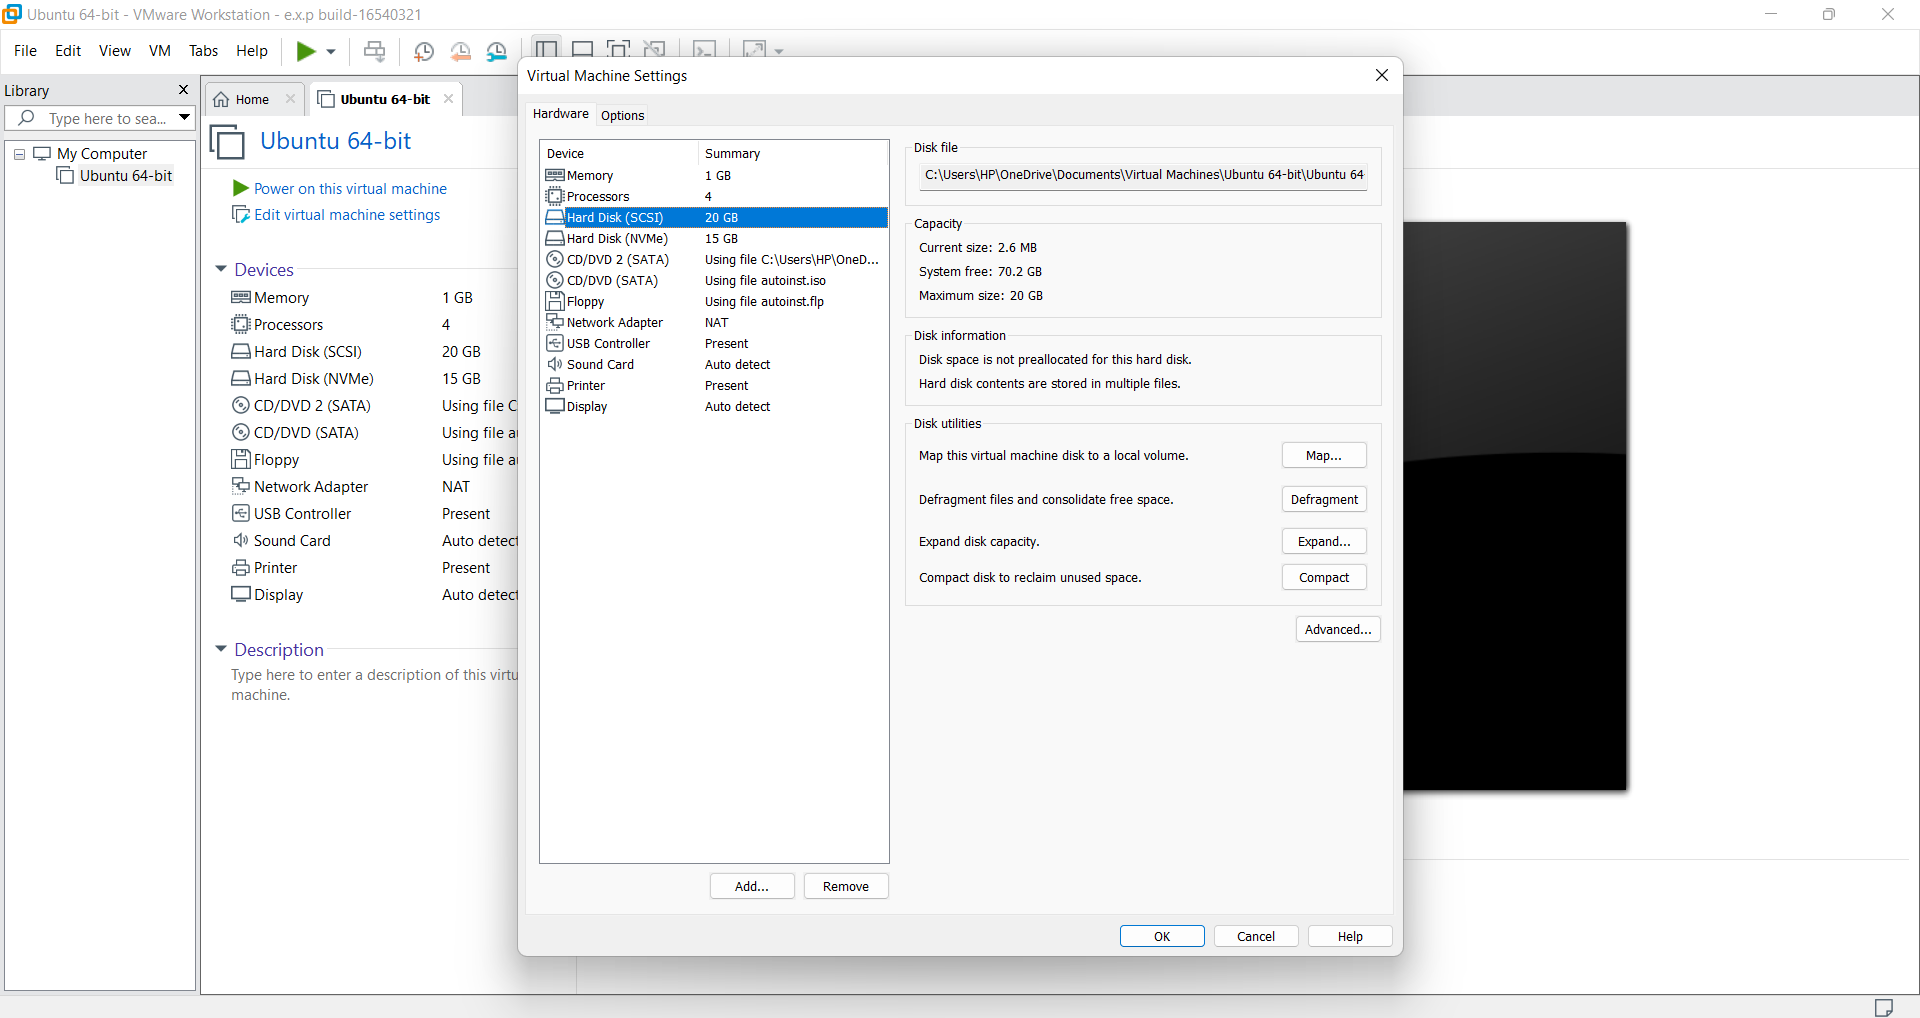 Ubuntu 64-bit - VMware Workstation - e.x.p build-16540321
File Edit View VM Tabs Help
Library
Type here to sea...
My Computer
Ubuntu 64-bit
Home
Ubuntu 64-bit
Ubuntu 64-bit
Power on this virtual machine
Edit virtual machine settings
Devices
Memory 1 GB
Processors 4
Hard Disk (SCSI) 20 GB
Hard Disk (NVMe) 15 GB
CD/DVD 2 (SATA) Using file C
CD/DVD (SATA) Using file a
Floppy Using file a
Network Adapter NAT
USB Controller Present
Sound Card Auto detect
Printer Present
Display Auto detect
Description
Type here to enter a description of this virtu
machine.
Virtual Machine Settings
Hardware Options
Device Summary
Memory 1 GB
Processors 4
Hard Disk (SCSI) 20 GB
Hard Disk (NVMe) 15 GB
CD/DVD 2 (SATA) Using file C:\Users\HP\OneD...
CD/DVD (SATA) Using file autoinst.iso
Floppy Using file autoinst.flp
Network Adapter NAT
USB Controller Present
Sound Card Auto detect
Printer Present
Display Auto detect
Add... Remove
Disk file
C:\Users\HP\OneDrive\Documents\Virtual Machines\Ubuntu 64-bit\Ubuntu 64
Capacity
Current size: 2.6 MB
System free: 70.2 GB
Maximum size: 20 GB
Disk information
Disk space is not preallocated for this hard disk.
Hard disk contents are stored in multiple files.
Disk utilities
Map this virtual machine disk to a local volume. Map...
Defragment files and consolidate free space. Defragment
Expand disk capacity. Expand...
Compact disk to reclaim unused space. Compact
Advanced...
OK Cancel Help